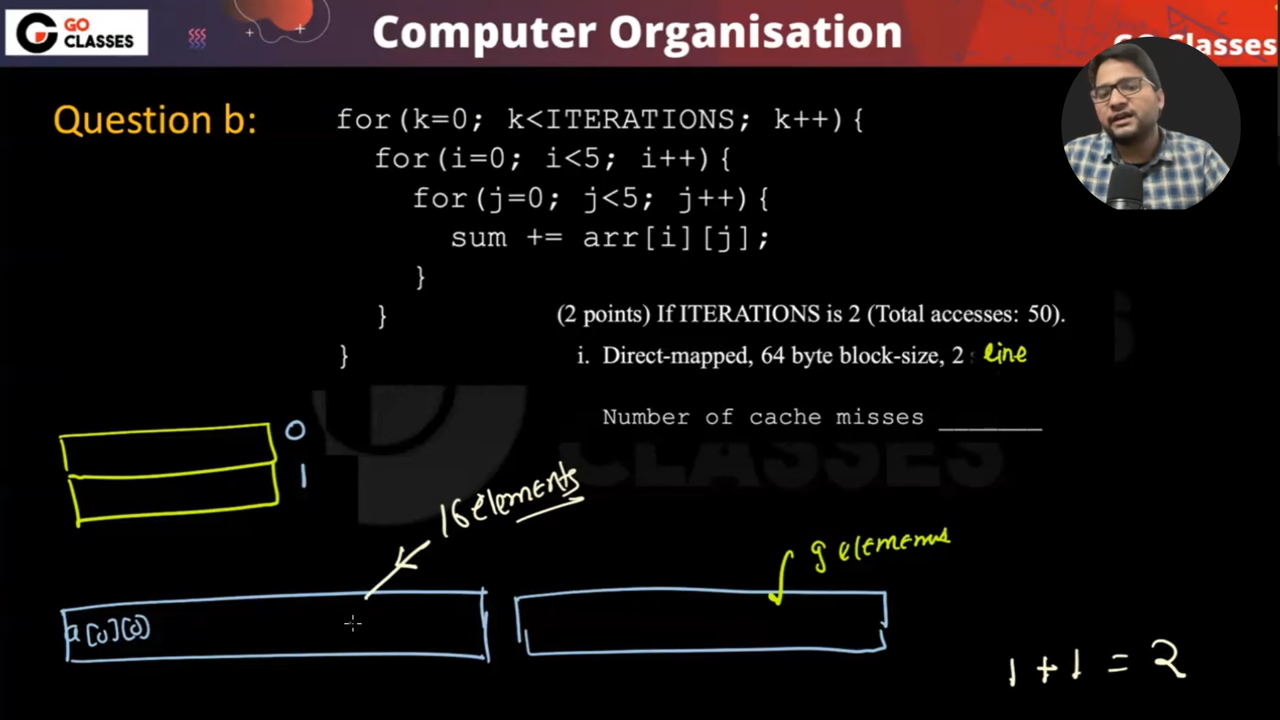 GO
CLASSES
Computer Organisation
GO Classes
Question b:
for(k=0; k<ITERATIONS; k++){
for(i=0; i<5; i++){
for(j=0; j<5; j++){
sum += arr[i][j];
}
}
}
(2 points) If ITERATIONS is 2 (Total accesses: 50).
i. Direct-mapped, 64 byte block-size, 2 line
Number of cache misses ______
0
1
16 elements
9 elements
a[0][0]
1 + 1 = 2
CLASSES